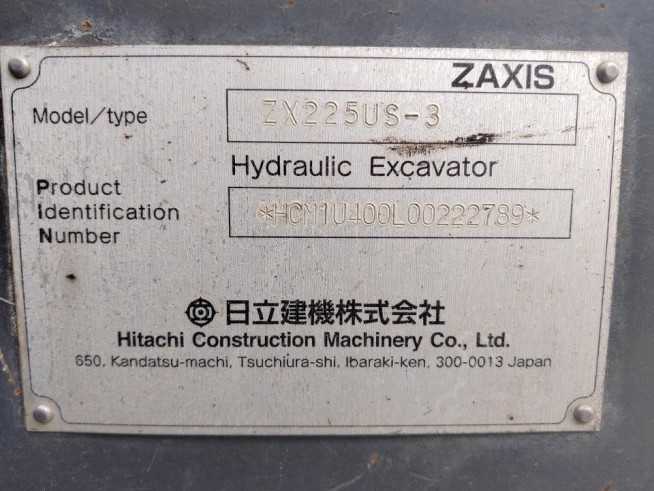 ZAXIS
Model/type ZX225US-3
Hydraulic Excavator
Product
Identification *HCM1U400L00222789*
Number
日立建機株式会社
Hitachi Construction Machinery Co., Ltd.
650, Kandatsu-machi, Tsuchiura-shi, Ibaraki-ken, 300-0013 Japan